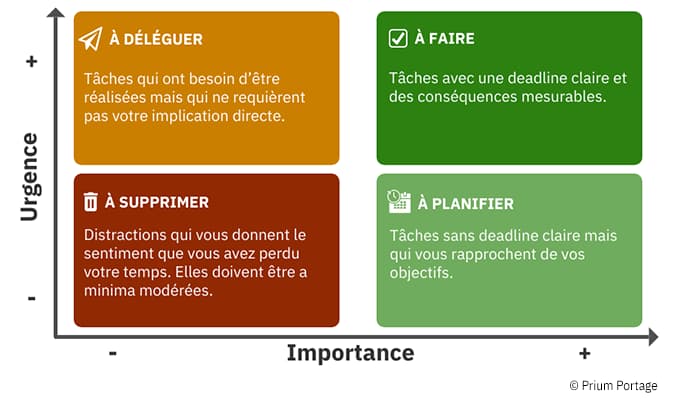 +
Urgence
-
À DÉLÉGUER
Tâches qui ont besoin d'être
réalisées mais qui ne requièrent
pas votre implication directe.
À FAIRE
Tâches avec une deadline claire et
des conséquences mesurables.
À SUPPRIMER
Distractions qui vous donnent le
sentiment que vous avez perdu
votre temps. Elles doivent être a
minima modérées.
À PLANIFIER
Tâches sans deadline claire mais
qui vous rapprochent de vos
objectifs.
-
Importance
+
© Prium Portage